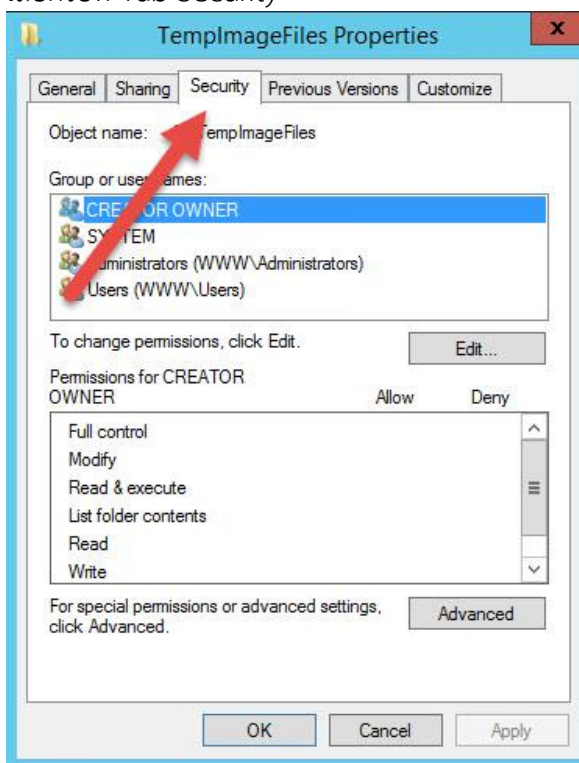 TempImageFiles Properties
x
General Sharing Security Previous Versions Customize
Object name: TempImageFiles
Group or user names:
CREATOR OWNER
SYSTEM
Administrators (WWW\Administrators)
Users (WWW\Users)
To change permissions, click Edit.
Edit...
Permissions for CREATOR
OWNER Allow Deny
Full control
Modify
Read & execute
List folder contents
Read
Write
For special permissions or advanced settings,
click Advanced.
Advanced
OK Cancel Apply